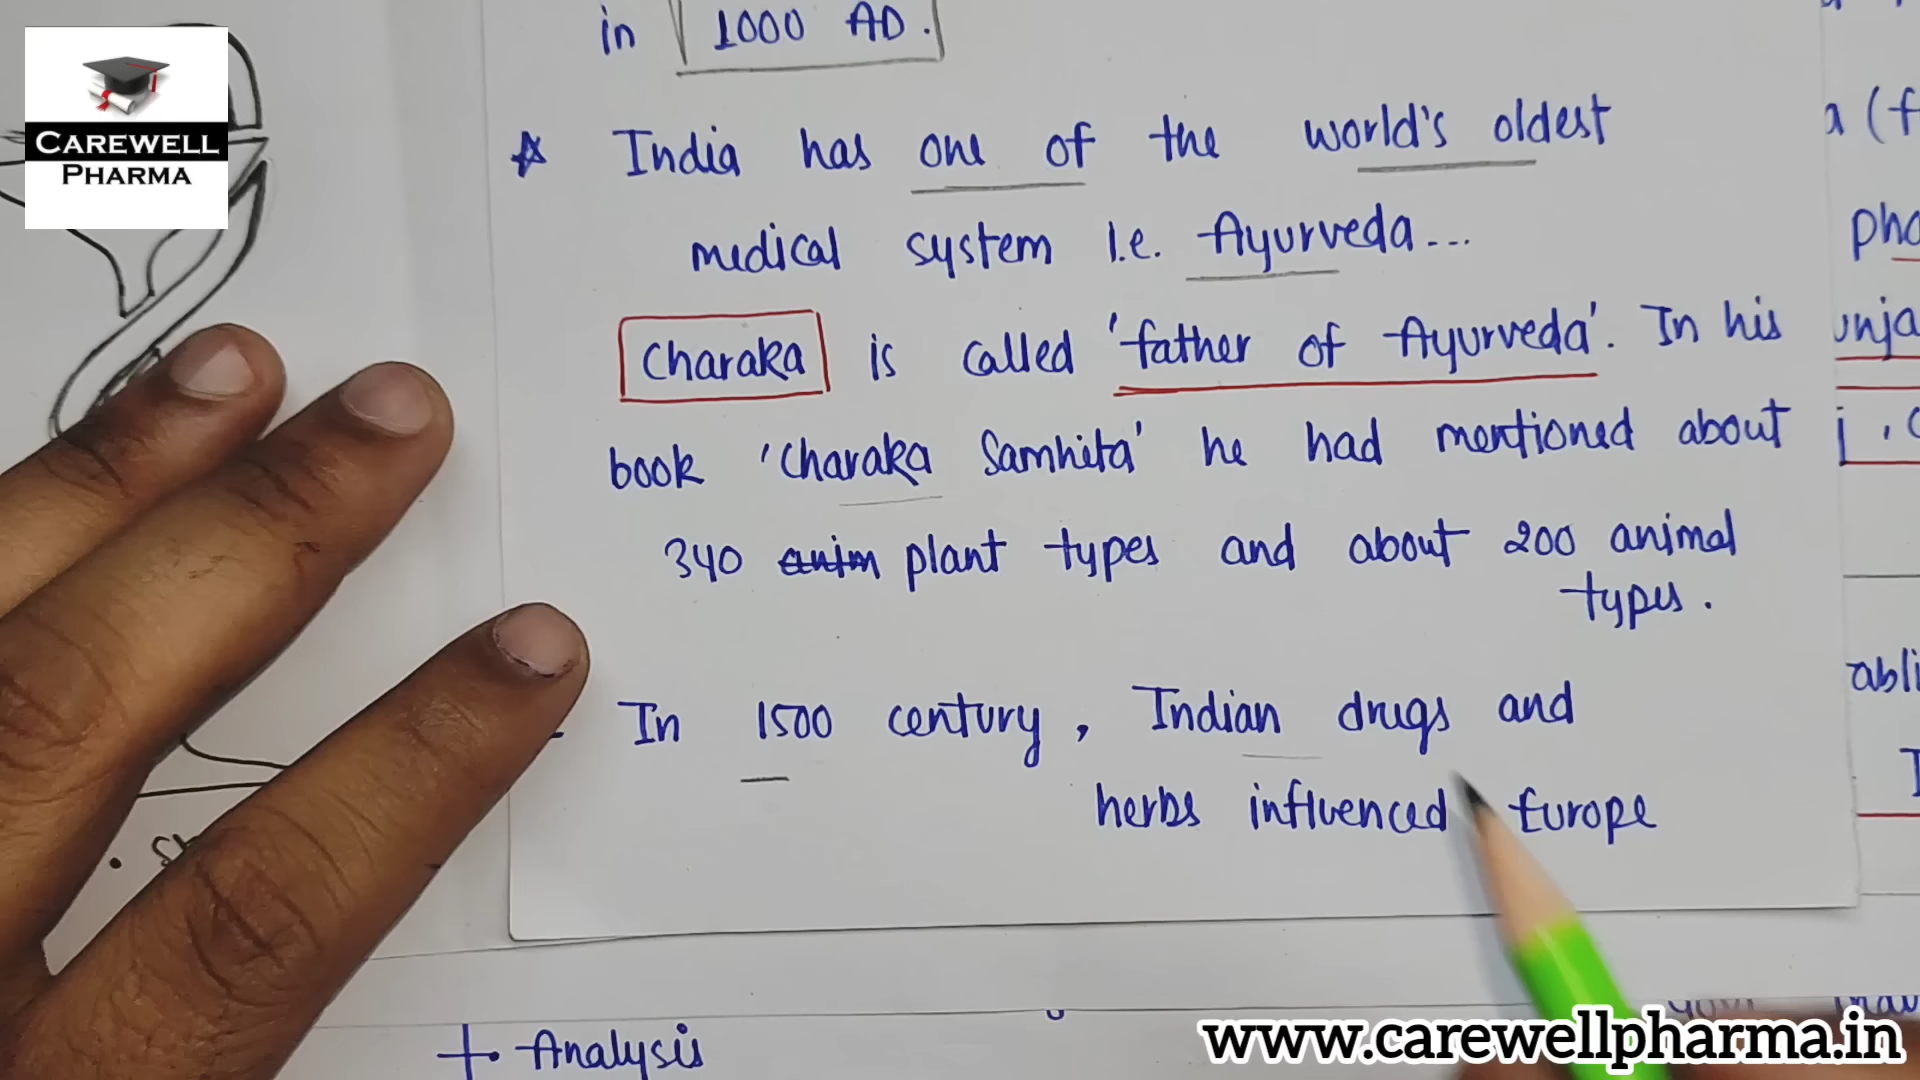 CAREWELL
PHARMA
in 1000 AD.
☆ India has one of the world's oldest
medical system i.e. Ayurveda...
Charaka is called 'father of Ayurveda'. In his
book 'Charaka Samhita' he had mentioned about
340 plant types and about 200 animal
types.
- In 1500 century, Indian drugs and
herbs influenced Europe
Analysis
www.carewellpharma.in